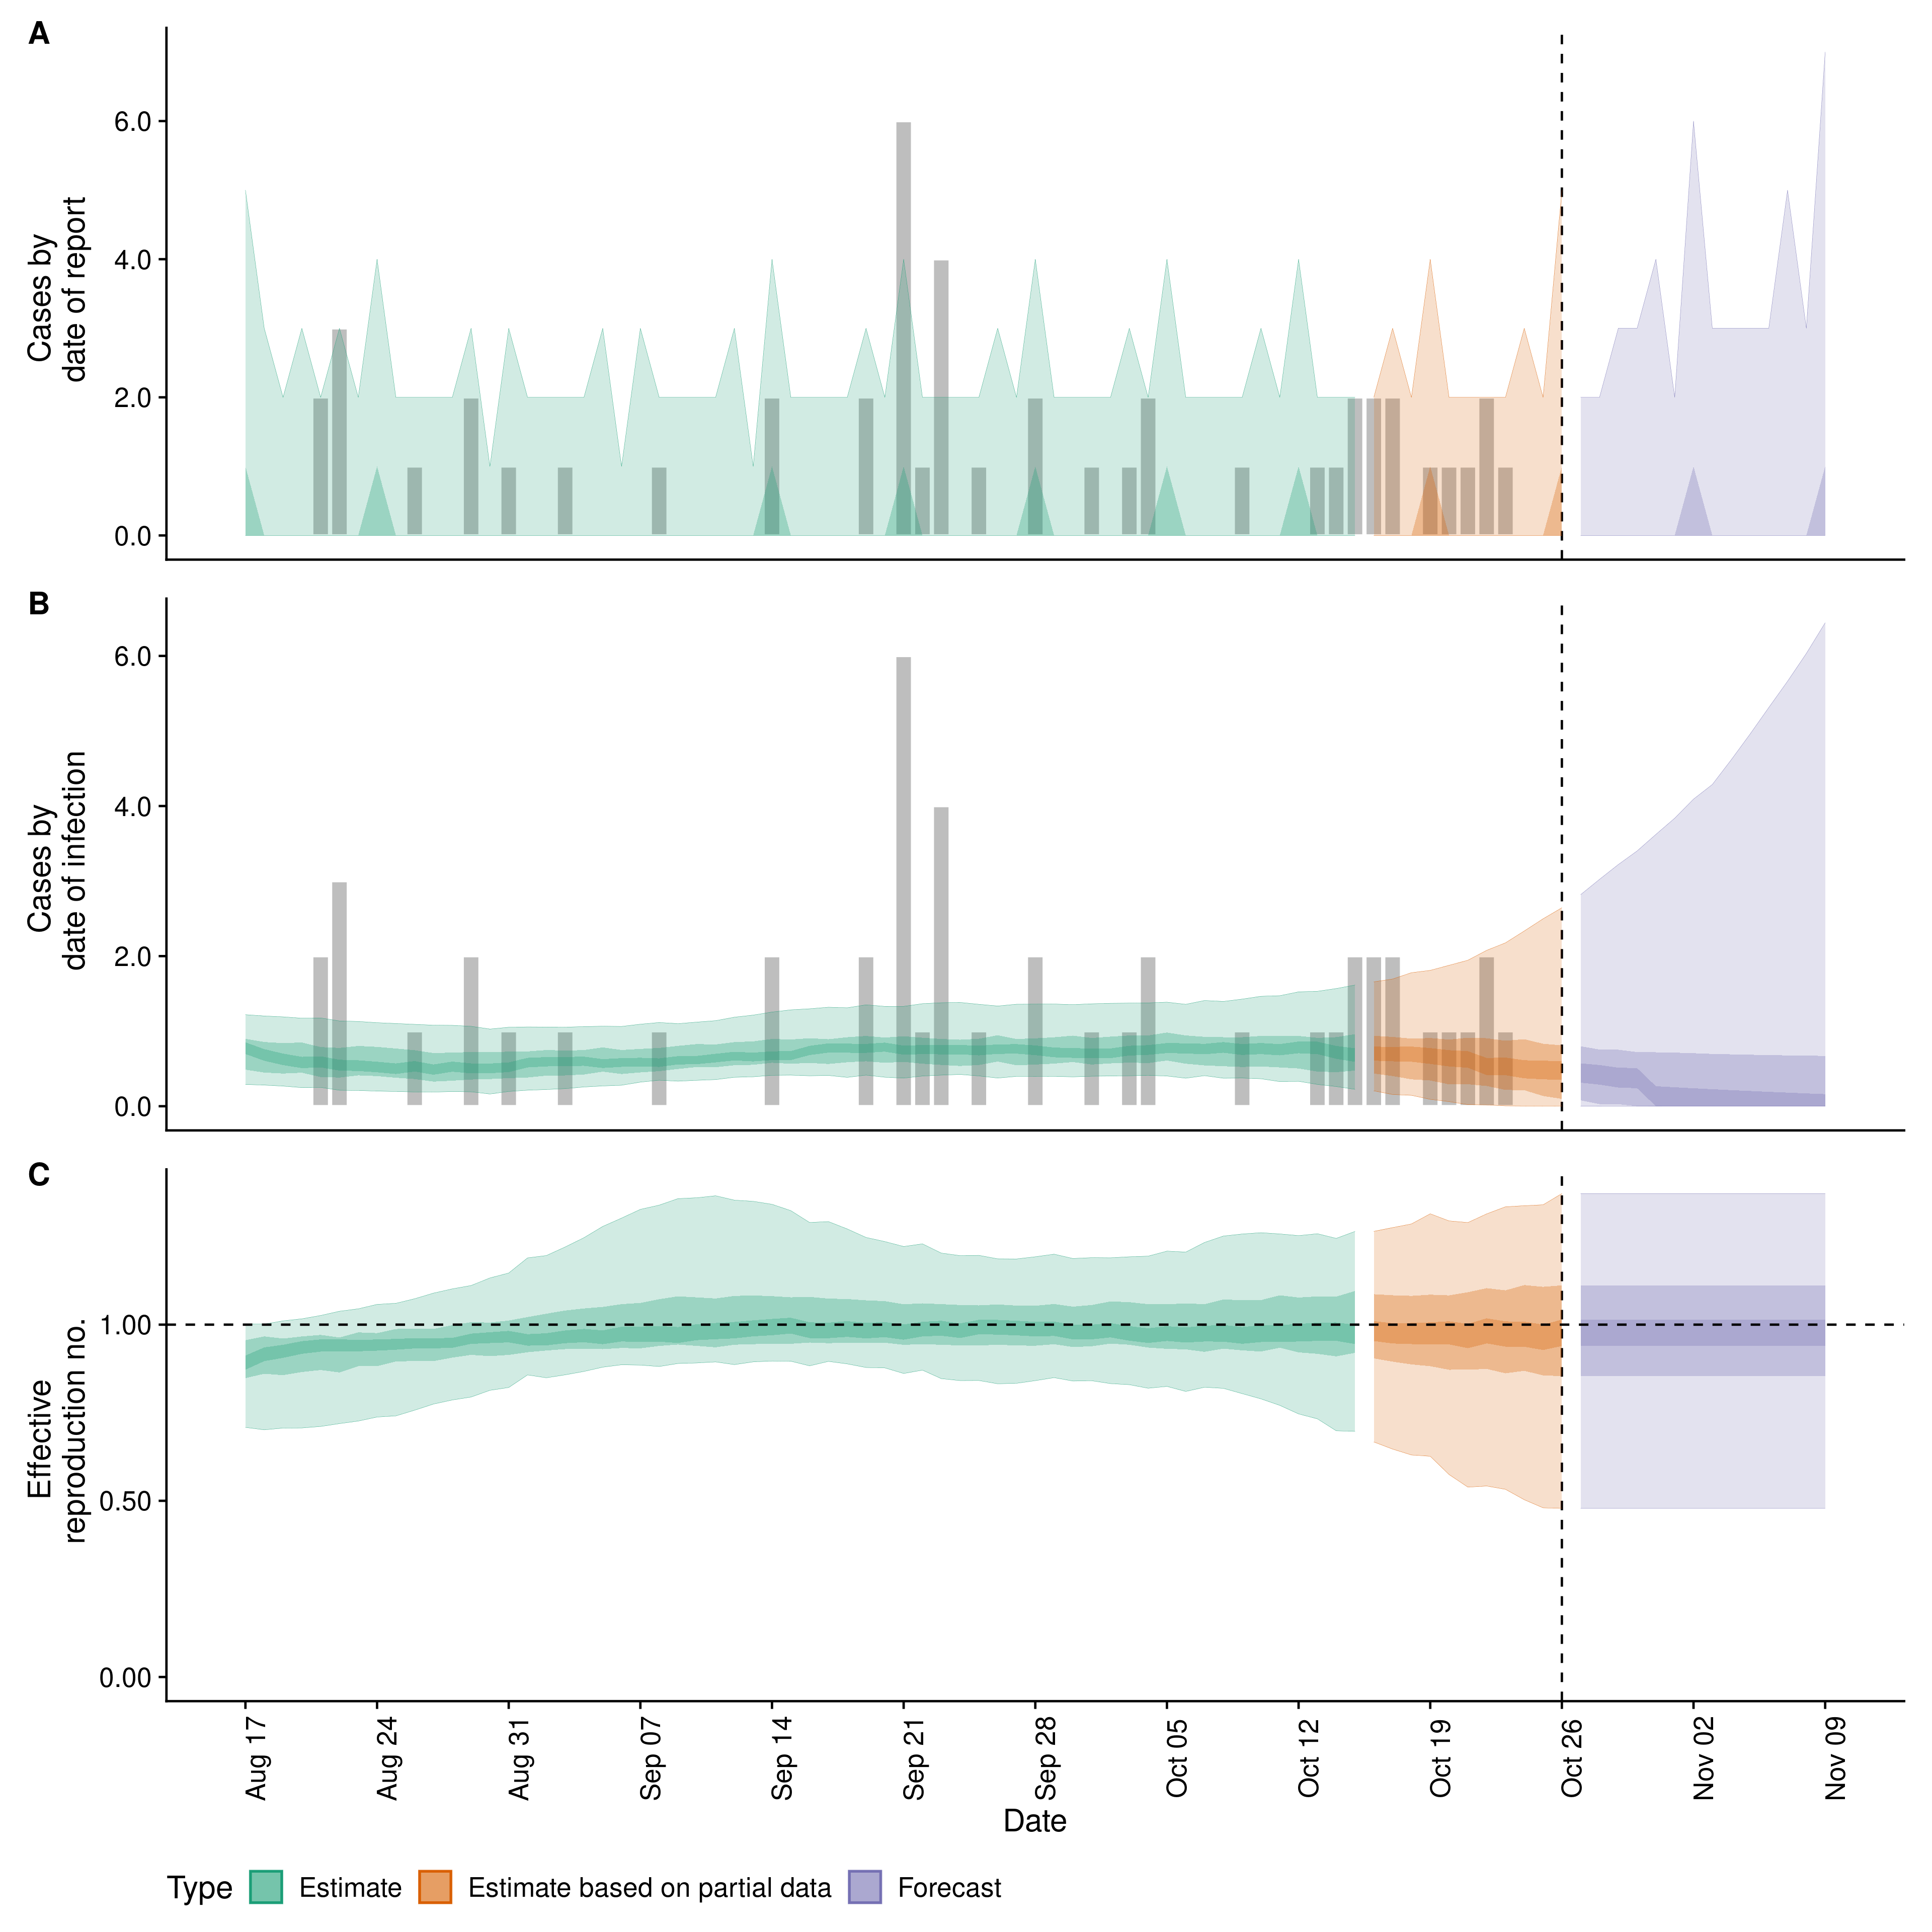 A
Cases by
date of report
6.0
4.0
2.0
0.0
B
Cases by
date of infection
6.0
4.0
2.0
0.0
C
Effective
reproduction no.
1.00
0.50
0.00
Aug 17
Aug 24
Aug 31
Sep 07
Sep 14
Sep 21
Sep 28
Oct 05
Oct 12
Oct 19
Oct 26
Nov 02
Nov 09
Date
Type Estimate Estimate based on partial data Forecast